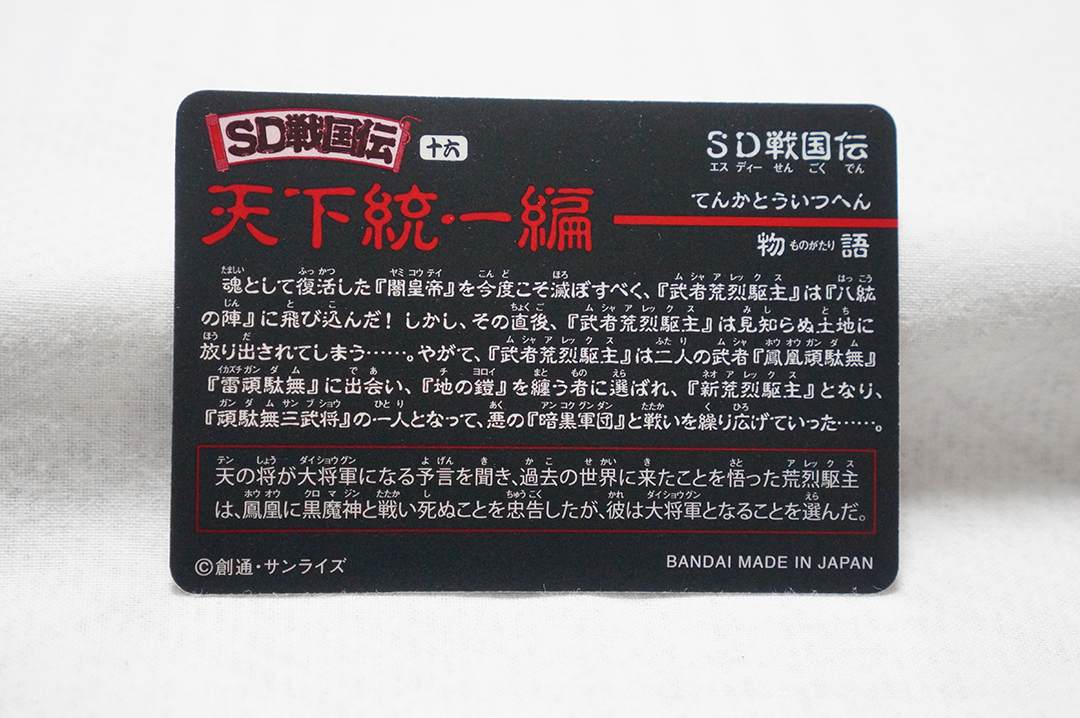 SD戦国伝 十六
SD戦国伝
エス ディー せん ごく でん
天下統一編
てんかとういつへん
物語
ものがたり
魂として復活した『闇皇帝』を今度こそ滅ぼすべく、『武者荒烈駆主』は『八紘
の陣』に飛び込んだ! しかし、その直後、『武者荒烈駆主』は見知らぬ土地に
放り出されてしまう……。やがて、『武者荒烈駆主』は二人の武者『鳳凰頑駄無』
『雷頑駄無』に出会い、『地の鎧』を纏う者に選ばれ、『新荒烈駆主』となり、
『頑駄無三武将』の一人となって、悪の『暗黒軍団』と戦いを繰り広げていった……。
天の将が大将軍になる予言を聞き、過去の世界に来たことを悟った荒烈駆主
は、鳳凰に黒魔神と戦い死ぬことを忠告したが、彼は大将軍となることを選んだ。
©創通・サンライズ
BANDAI MADE IN JAPAN